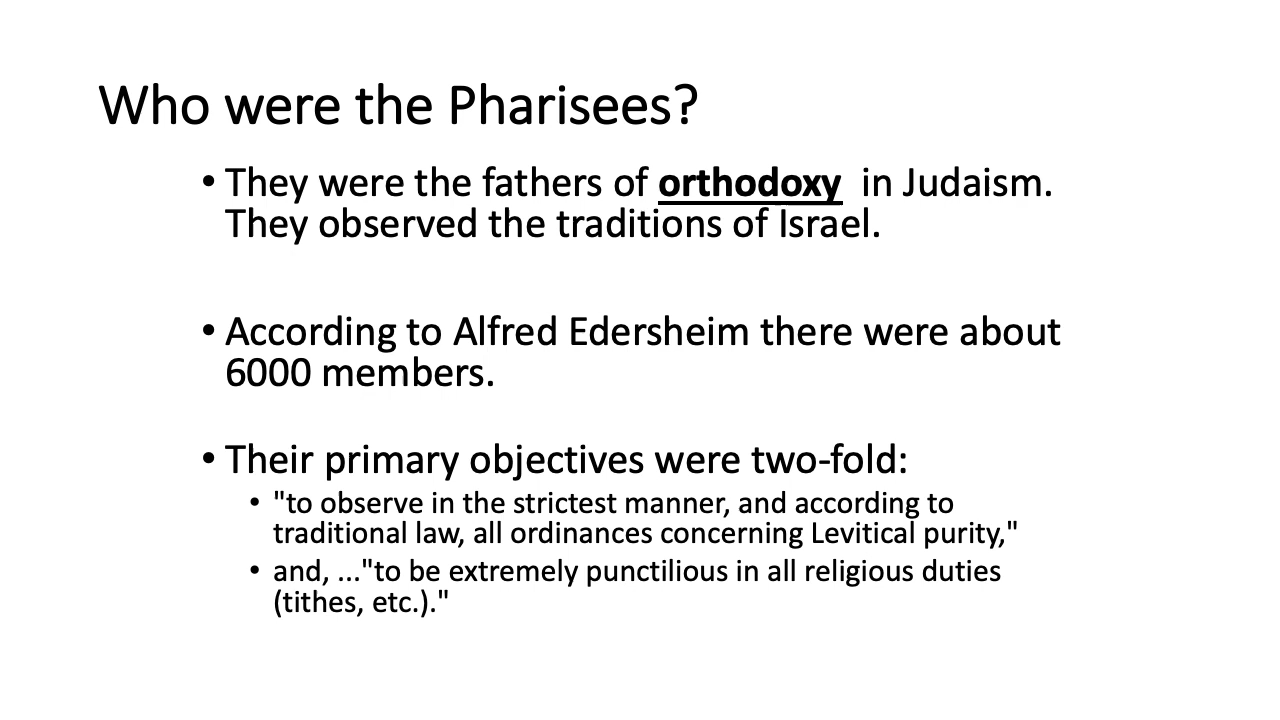 Who were the Pharisees?
• They were the fathers of orthodoxy  in Judaism.
They observed the traditions of Israel.
• According to Alfred Edersheim there were about
6000 members.
• Their primary objectives were two-fold:
• "to observe in the strictest manner, and according to
traditional law, all ordinances concerning Levitical purity,"
• and, ..."to be extremely punctilious in all religious duties
(tithes, etc.)."